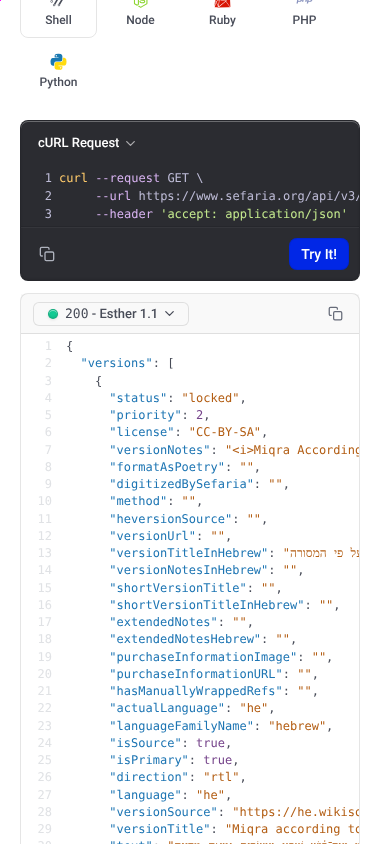 Shell
Node
Ruby
PHP
Python
cURL Request
1 curl --request GET \
2 --url https://www.sefaria.org/api/v3/
3 --header 'accept: application/json'
Try It!
200 - Esther 1.1
1 {
2 "versions": [
3 {
4 "status": "locked",
5 "priority": 2,
6 "license": "CC-BY-SA",
7 "versionNotes": "<i>Miqra According
8 "formatAsPoetry": "",
9 "digitizedBySefaria": "",
10 "method": "",
11 "heversionSource": "",
12 "versionUrl": "",
13 "versionTitleInHebrew": "על פי המסורה
14 "versionNotesInHebrew": "",
15 "shortVersionTitle": "",
16 "shortVersionTitleInHebrew": "",
17 "extendedNotes": "",
18 "extendedNotesHebrew": "",
19 "purchaseInformationImage": "",
20 "purchaseInformationURL": "",
21 "hasManuallyWrappedRefs": "",
22 "actualLanguage": "he",
23 "languageFamilyName": "hebrew",
24 "isSource": true,
25 "isPrimary": true,
26 "direction": "rtl",
27 "language": "he",
28 "versionSource": "https://he.wikiso
29 "versionTitle": "Miqra according to